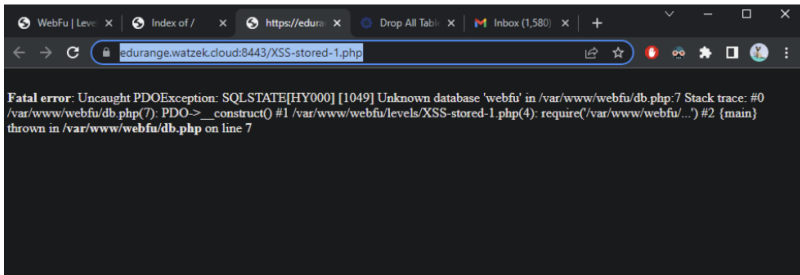 WebFu | Leve
Index of /
https://edura
Drop All Tabl
Inbox (1,580)
edurange.watzek.cloud:8443/XSS-stored-1.php
Fatal error: Uncaught PDOException: SQLSTATE[HY000] [1049] Unknown database 'webfu' in /var/www/webfu/db.php:7 Stack trace: #0
/var/www/webfu/db.php(7): PDO->__construct() #1 /var/www/webfu/levels/XSS-stored-1.php(4): require('/var/www/webfu/...') #2 {main}
thrown in /var/www/webfu/db.php on line 7